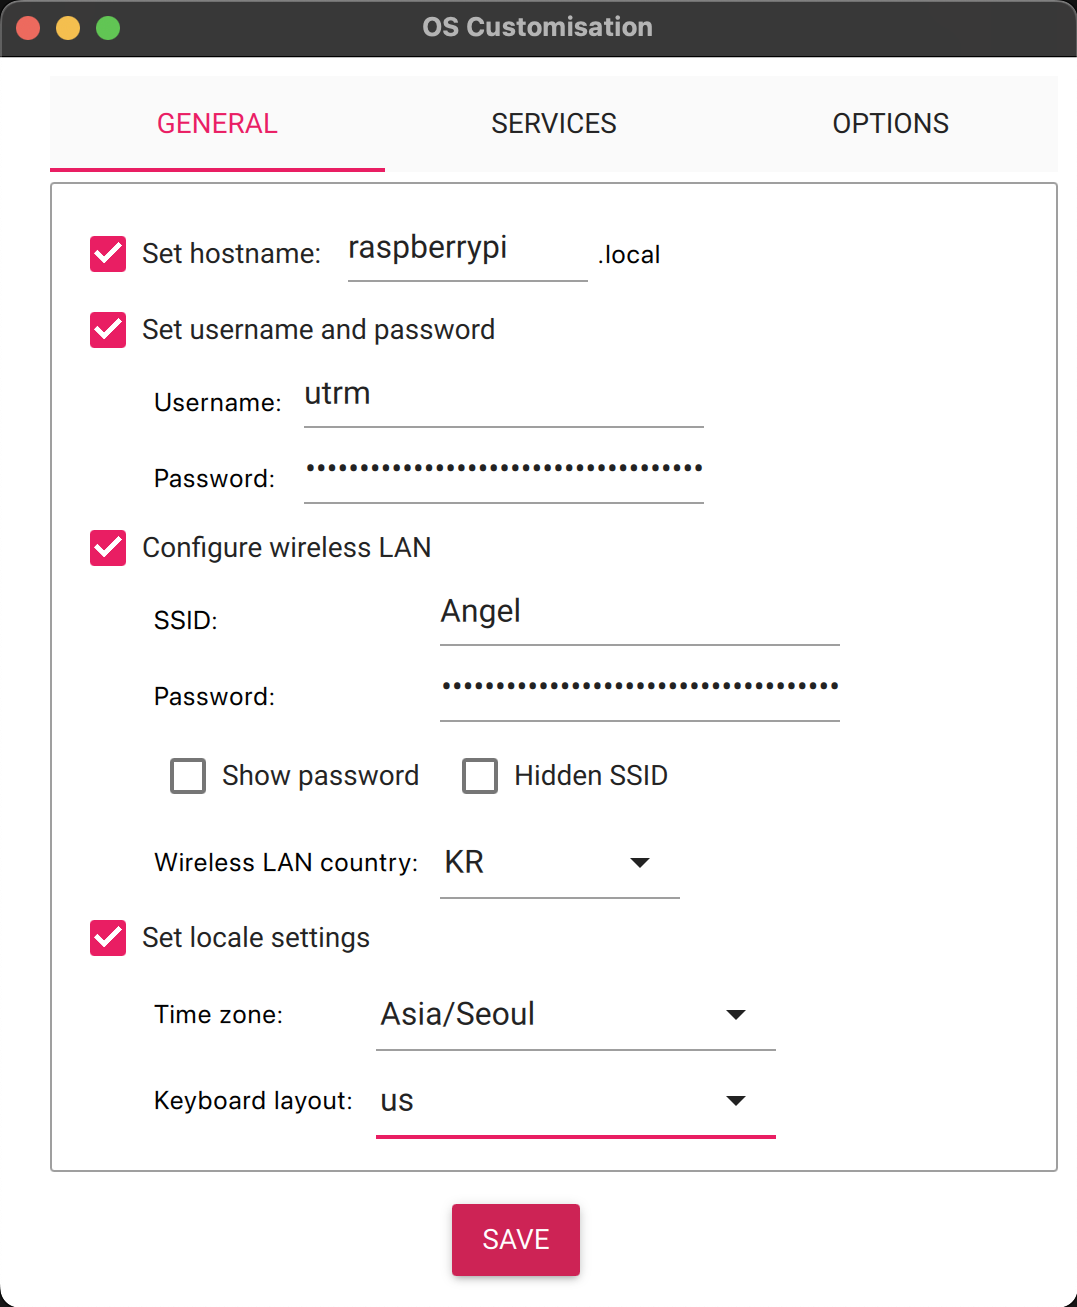 OS Customisation
GENERAL SERVICES OPTIONS
Set hostname: raspberrypi .local
Set username and password
Username: utrm
Password: •••••••••••••••••••••••••••••••••••••
Configure wireless LAN
SSID: Angel
Password: •••••••••••••••••••••••••••••••••••••
Show password Hidden SSID
Wireless LAN country: KR
Set locale settings
Time zone: Asia/Seoul
Keyboard layout: us
SAVE